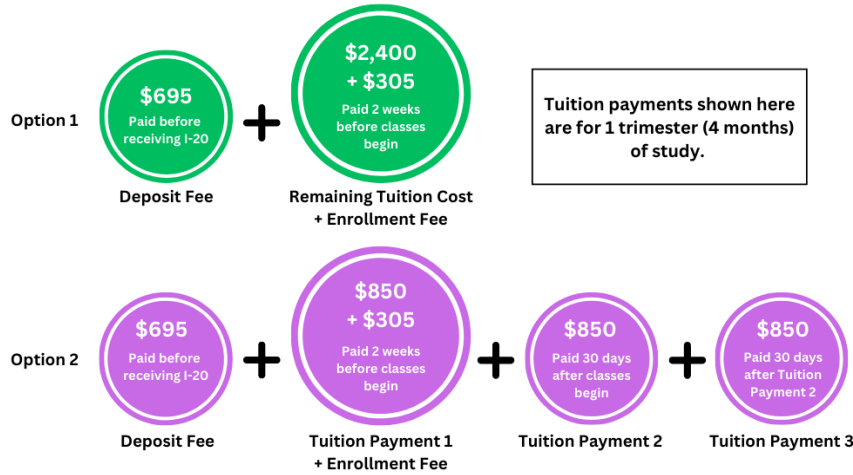 Option 1
$695
Paid before
receiving I-20
Deposit Fee
+
$2,400
+ $305
Paid 2 weeks
before classes
begin
Remaining Tuition Cost
+ Enrollment Fee
Tuition payments shown here
are for 1 trimester (4 months)
of study.
Option 2
$695
Paid before
receiving I-20
Deposit Fee
+
$850
+ $305
Paid 2 weeks
before classes
begin
Tuition Payment 1
+ Enrollment Fee
+
$850
Paid 30 days
after classes
begin
Tuition Payment 2
+
$850
Paid 30 days
after Tuition
Payment 2
Tuition Payment 3